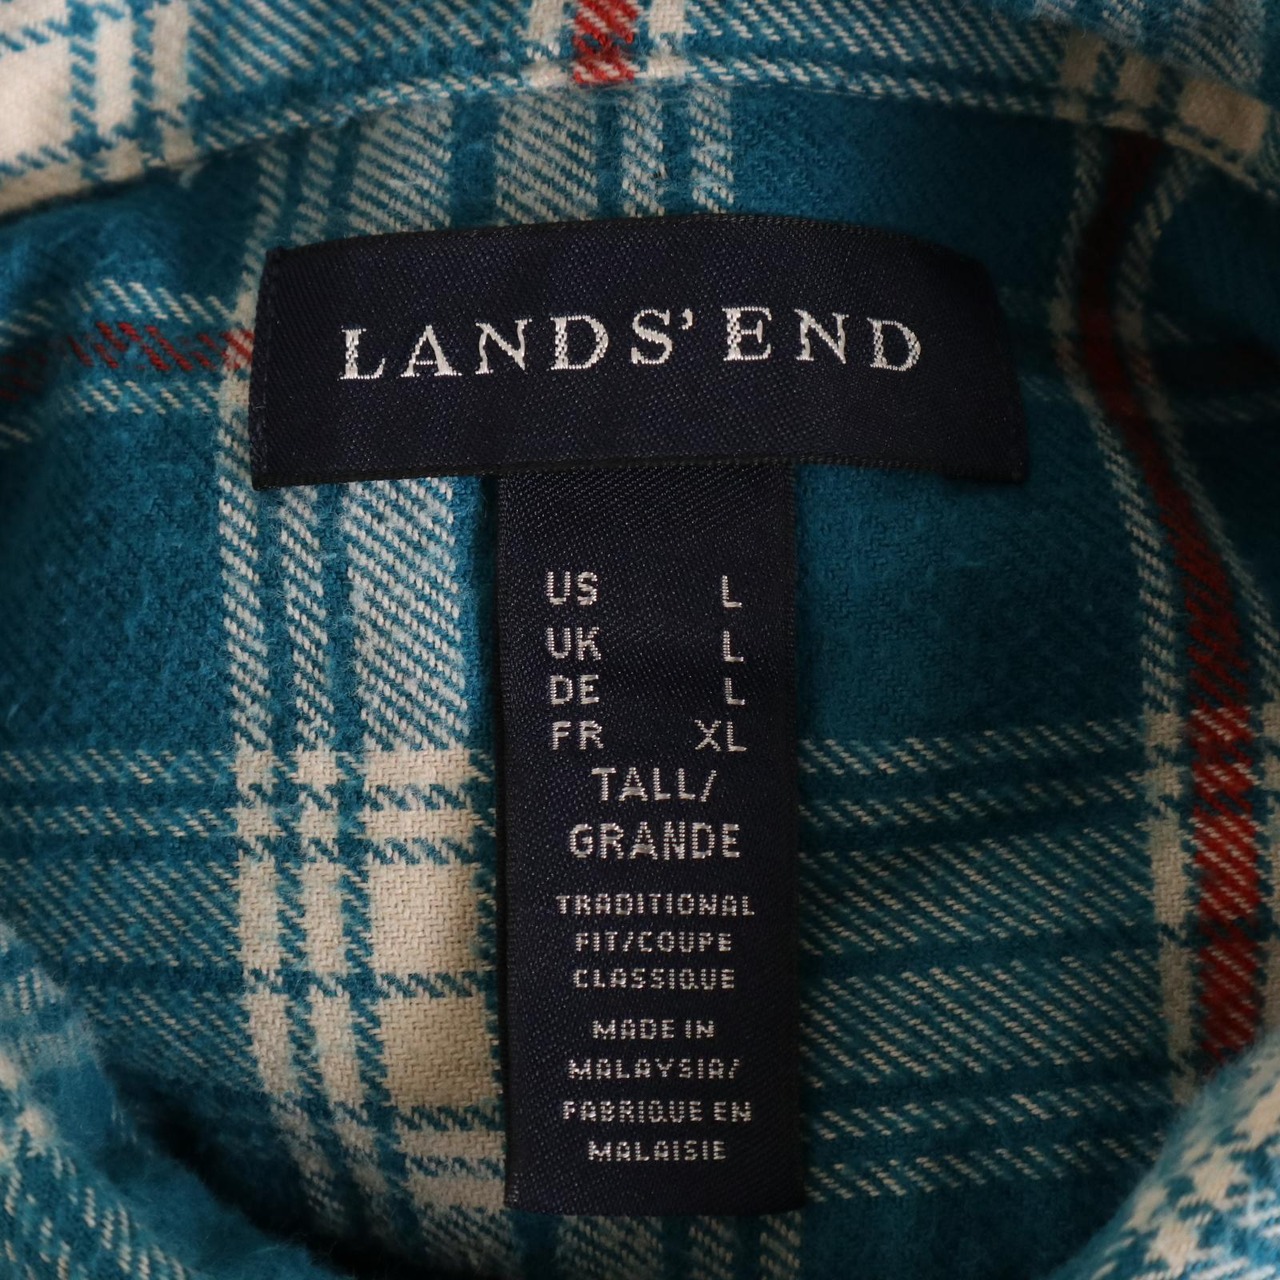 LANDS' END
US L
UK L
DE L
FR XL
TALL/
GRANDE
TRADITIONAL
FIT/COUPE
CLASSIQUE
MADE IN
MALAYSIA/
FABRIQUE EN
MALAISIE